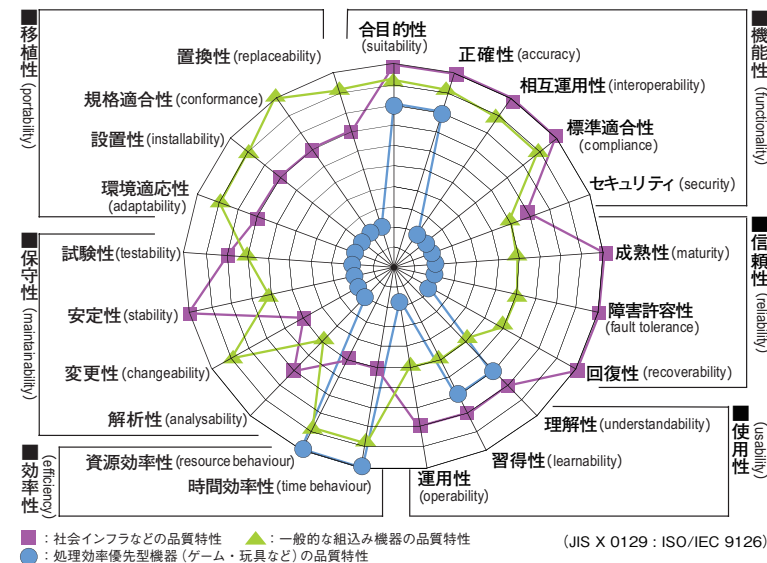 ■機能性 (functionality)
合目的性 (suitability)
正確性 (accuracy)
相互運用性 (interoperability)
標準適合性 (compliance)
セキュリティ (security)
■信頼性 (reliability)
成熟性 (maturity)
障害許容性 (fault tolerance)
回復性 (recoverability)
■使用性 (usability)
理解性 (understandability)
習得性 (learnability)
運用性 (operability)
■効率性 (efficiency)
時間効率性 (time behaviour)
資源効率性 (resource behaviour)
■保守性 (maintainability)
解析性 (analysability)
変更性 (changeability)
安定性 (stability)
試験性 (testability)
■移植性 (portability)
環境適応性 (adaptability)
設置性 (installability)
規格適合性 (conformance)
置換性 (replaceability)
■：社会インフラなどの品質特性 ▲：一般的な組込み機器の品質特性
●：処理効率優先型機器（ゲーム・玩具など）の品質特性
(JIS X 0129 : ISO/IEC 9126)